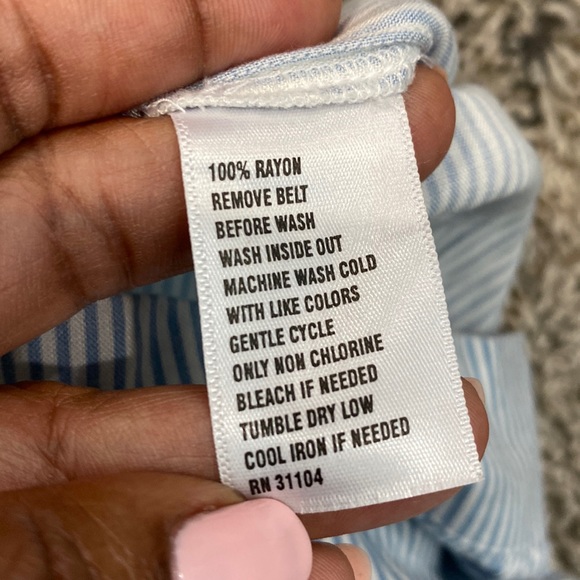 100% RAYON
REMOVE BELT
BEFORE WASH
WASH INSIDE OUT
MACHINE WASH COLD
WITH LIKE COLORS
GENTLE CYCLE
ONLY NON CHLORINE
BLEACH IF NEEDED
TUMBLE DRY LOW
COOL IRON IF NEEDED
RN 31104